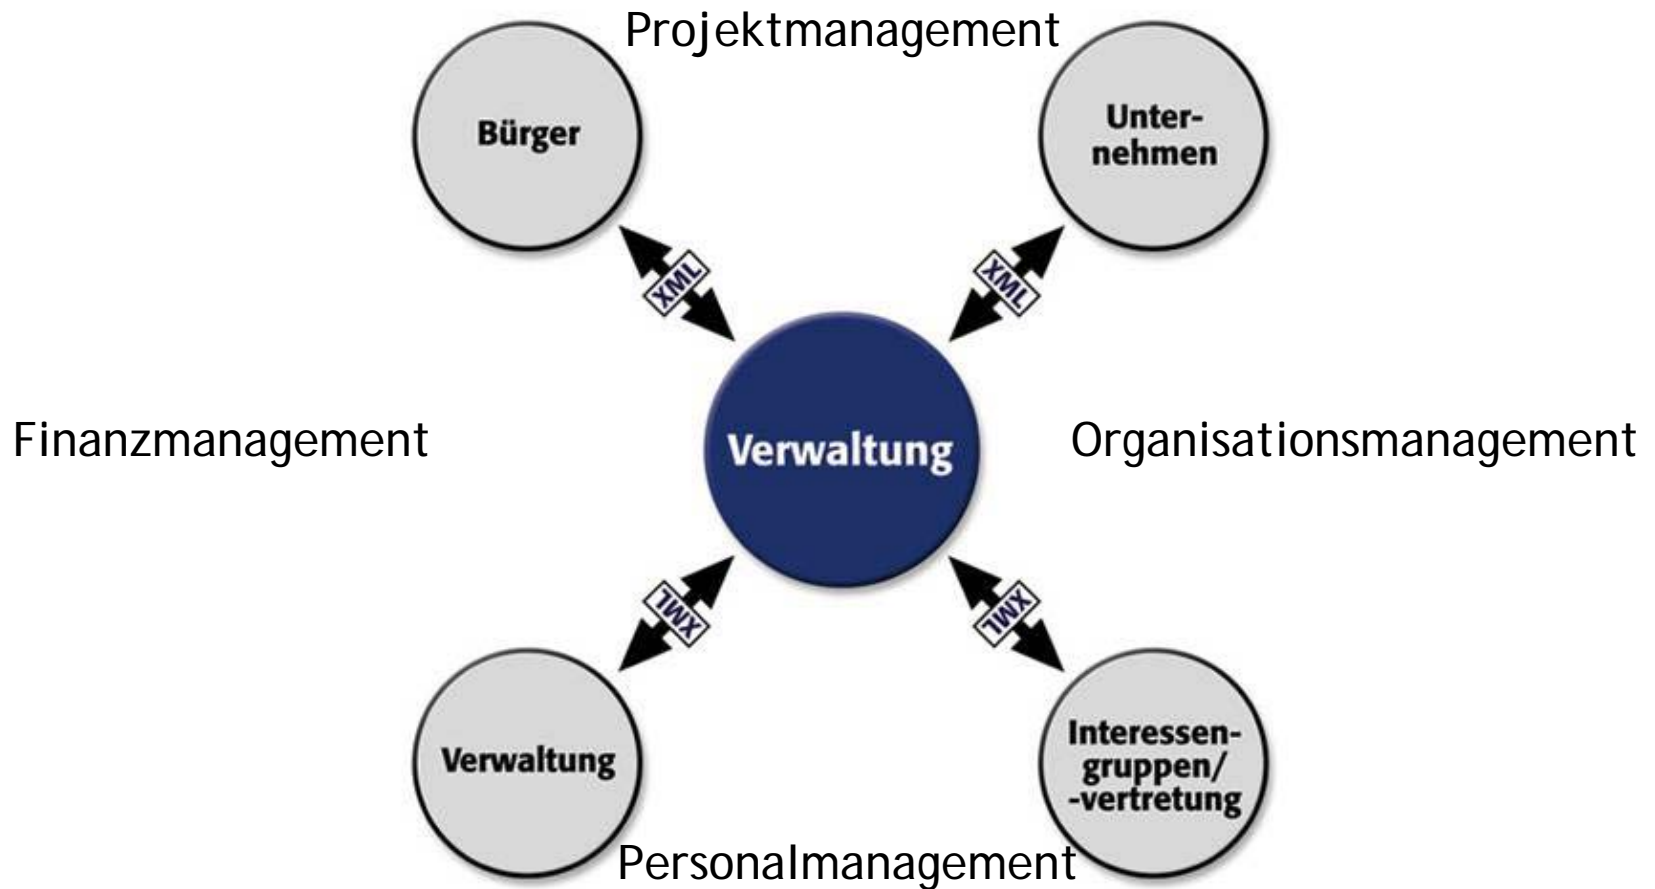 Projektmanagement
Bürger
Unter-
nehmen
XML
XML
Finanzmanagement
Verwaltung
Organisationsmanagement
XML
XML
Verwaltung
Interessen-
gruppen/
-vertretung
Personalmanagement